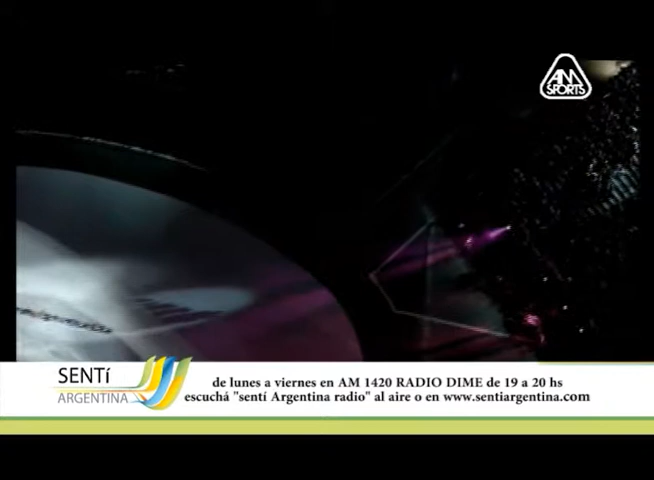 AM
SPORTS
SENTí
ARGENTINA
de lunes a viernes en AM 1420 RADIO DIME de 19 a 20 hs
escuchá "sentí Argentina radio" al aire o en www.sentiargentina.com